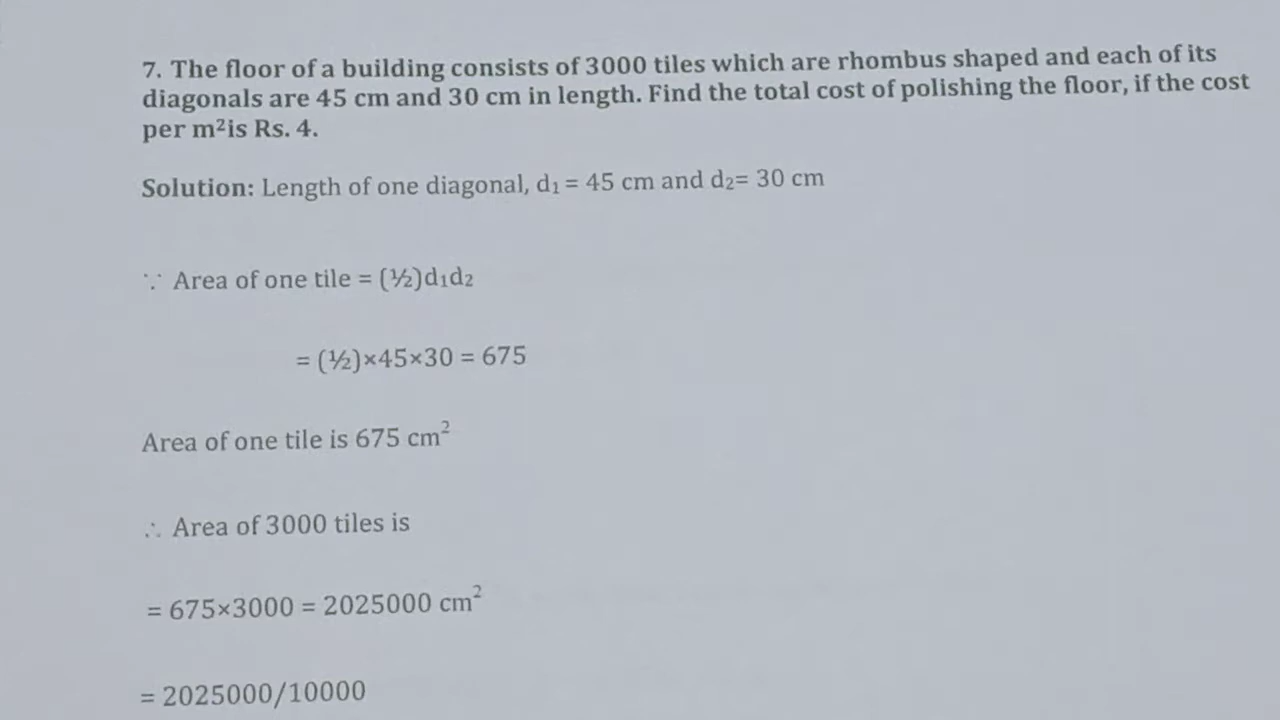 7. The floor of a building consists of 3000 tiles which are rhombus shaped and each of its
diagonals are 45 cm and 30 cm in length. Find the total cost of polishing the floor, if the cost
per m²is Rs. 4.
Solution: Length of one diagonal, d₁ = 45 cm and d₂= 30 cm
∵ Area of one tile = (½)d₁d₂
= (½)×45×30 = 675
Area of one tile is 675 cm²
∴ Area of 3000 tiles is
= 675×3000 = 2025000 cm²
= 2025000/10000